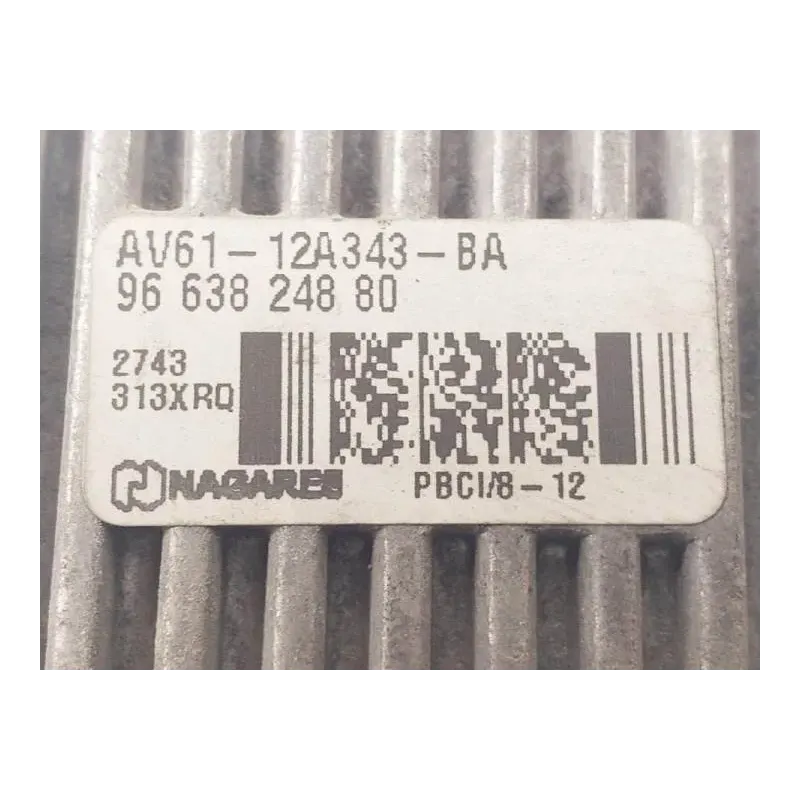 AV61-12A343-BA
96 638 248 80
2743
313XRQ
NAGARES PBCI/8-12